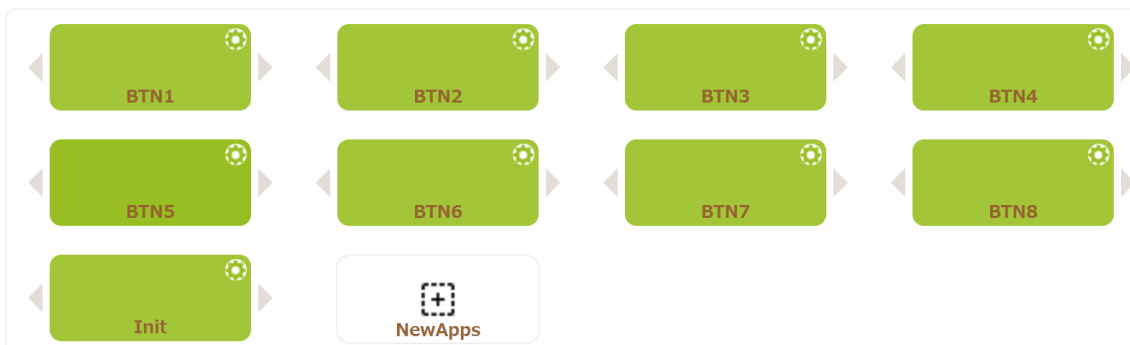 BTN1
BTN2
BTN3
BTN4
BTN5
BTN6
BTN7
BTN8
Init
NewApps